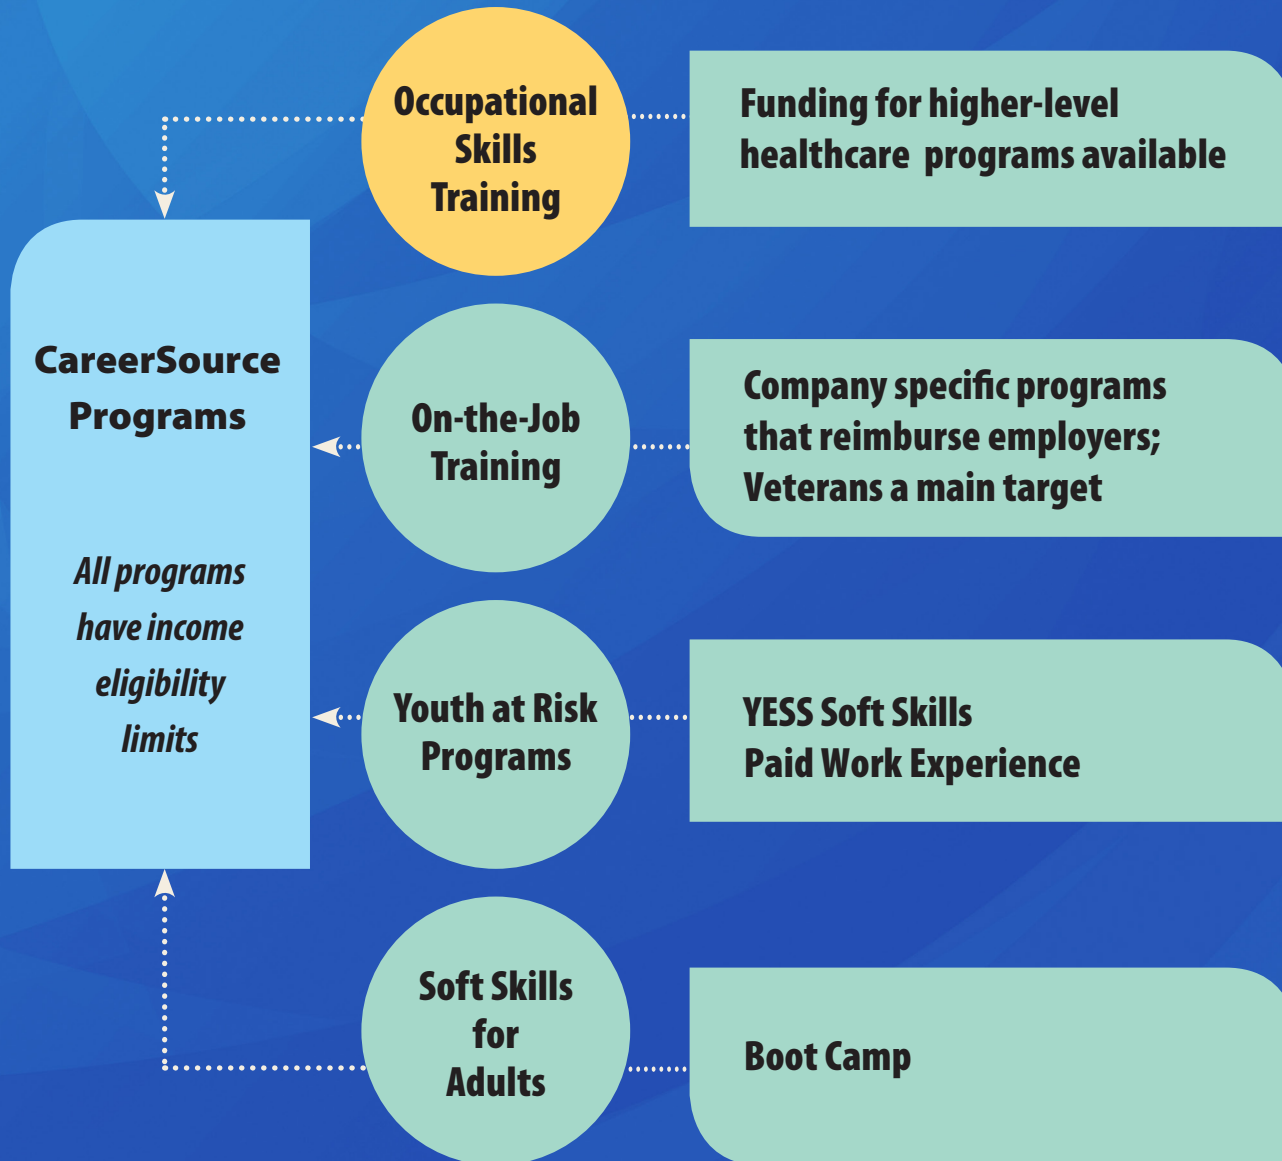 CareerSource
Programs
All programs
have income
eligibility
limits
Occupational
Skills
Training
Funding for higher-level
healthcare programs available
On-the-Job
Training
Company specific programs
that reimburse employers;
Veterans a main target
Youth at Risk
Programs
YESS Soft Skills
Paid Work Experience
Soft Skills
for
Adults
Boot Camp